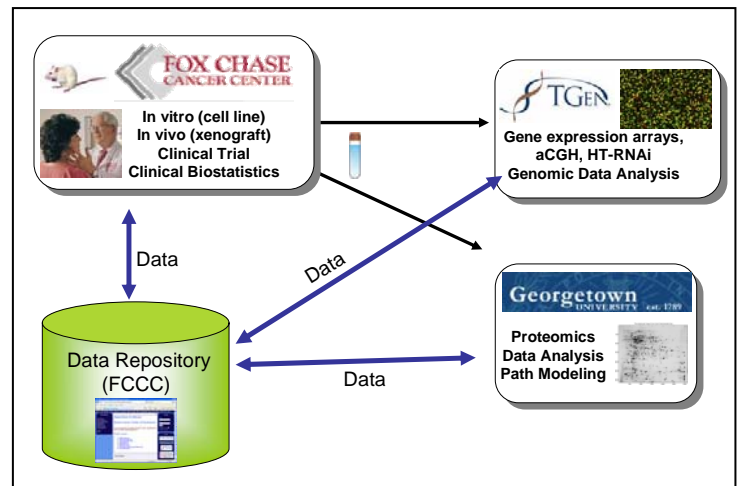 FOX CHASE
CANCER CENTER
In vitro (cell line)
In vivo (xenograft)
Clinical Trial
Clinical Biostatistics
TGEN
Gene expression arrays,
aCGH, HT-RNAi
Genomic Data Analysis
Data
Data
Georgetown
UNIVERSITY est. 1789
Proteomics
Data Analysis
Path Modeling
Data Repository
(FCCC)
Data